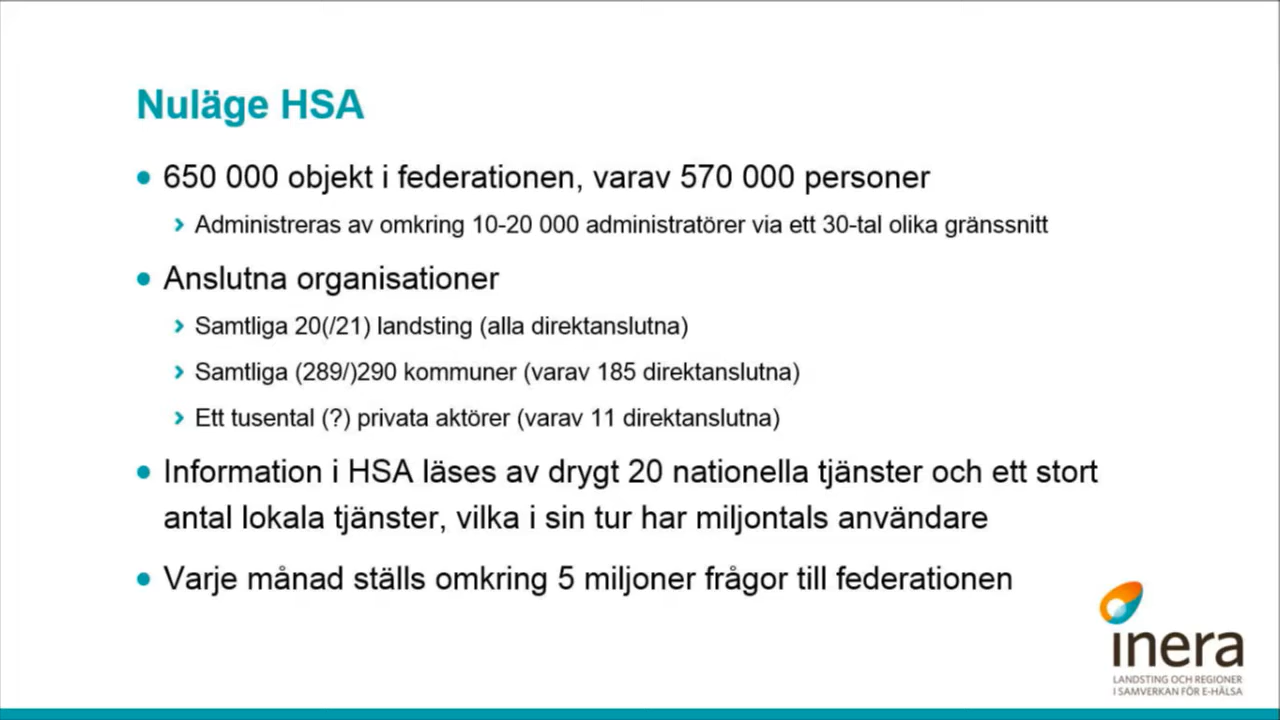 Nuläge HSA
650 000 objekt i federationen, varav 570 000 personer
Administreras av omkring 10-20 000 administratörer via ett 30-tal olika gränssnitt
Anslutna organisationer
Samtliga 20(/21) landsting (alla direktanslutna)
Samtliga (289/)290 kommuner (varav 185 direktanslutna)
Ett tusental (?) privata aktörer (varav 11 direktanslutna)
Information i HSA läses av drygt 20 nationella tjänster och ett stort
antal lokala tjänster, vilka i sin tur har miljontals användare
Varje månad ställs omkring 5 miljoner frågor till federationen
inera
LANDSTING OCH REGIONER
I SAMVERKAN FÖR E-HÄLSA